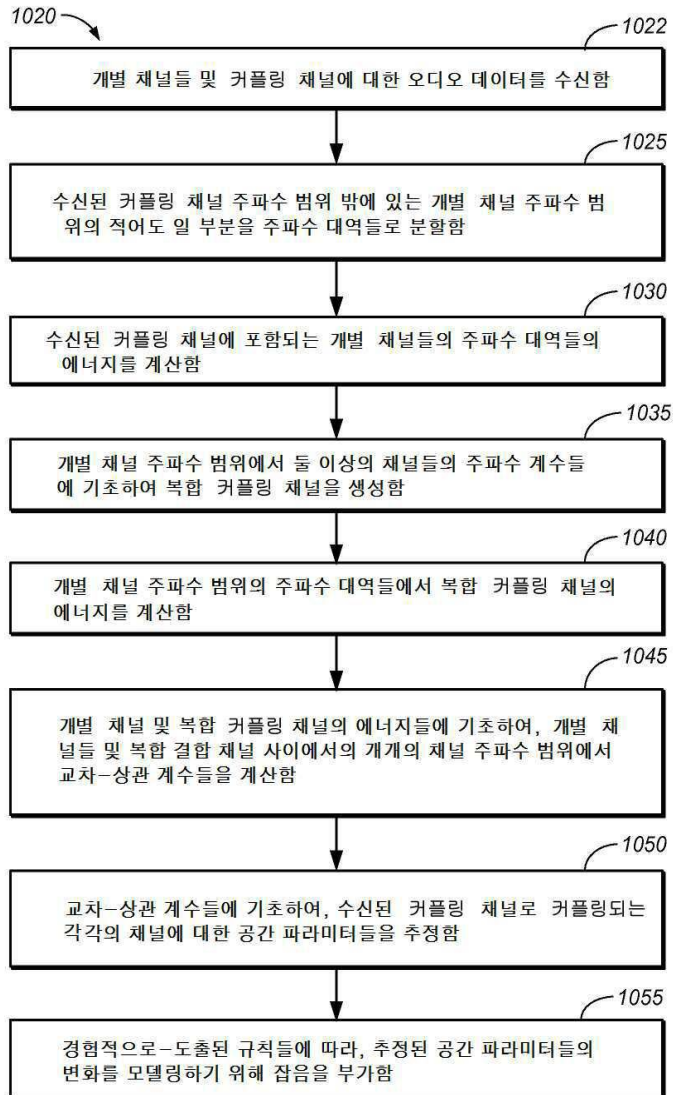 1020
1022
개별 채널들 및 커플링 채널에 대한 오디오 데이터를 수신함
1025
수신된 커플링 채널 주파수 범위 밖에 있는 개별 채널 주파수 범
위의 적어도 일 부분을 주파수 대역들로 분할함
1030
수신된 커플링 채널에 포함되는 개별 채널들의 주파수 대역들의
에너지를 계산함
1035
개별 채널 주파수 범위에서 둘 이상의 채널들의 주파수 계수들
에 기초하여 복합 커플링 채널을 생성함
1040
개별 채널 주파수 범위의 주파수 대역들에서 복합 커플링 채널의
에너지를 계산함
1045
개별 채널 및 복합 커플링 채널의 에너지들에 기초하여, 개별 채
널들 및 복합 결합 채널 사이에서의 개개의 채널 주파수 범위에서
교차-상관 계수들을 계산함
1050
교차-상관 계수들에 기초하여, 수신된 커플링 채널로 커플링되는
각각의 채널에 대한 공간 파라미터들을 추정함
1055
경험적으로-도출된 규칙들에 따라, 추정된 공간 파라미터들의
변화를 모델링하기 위해 잡음을 부가함